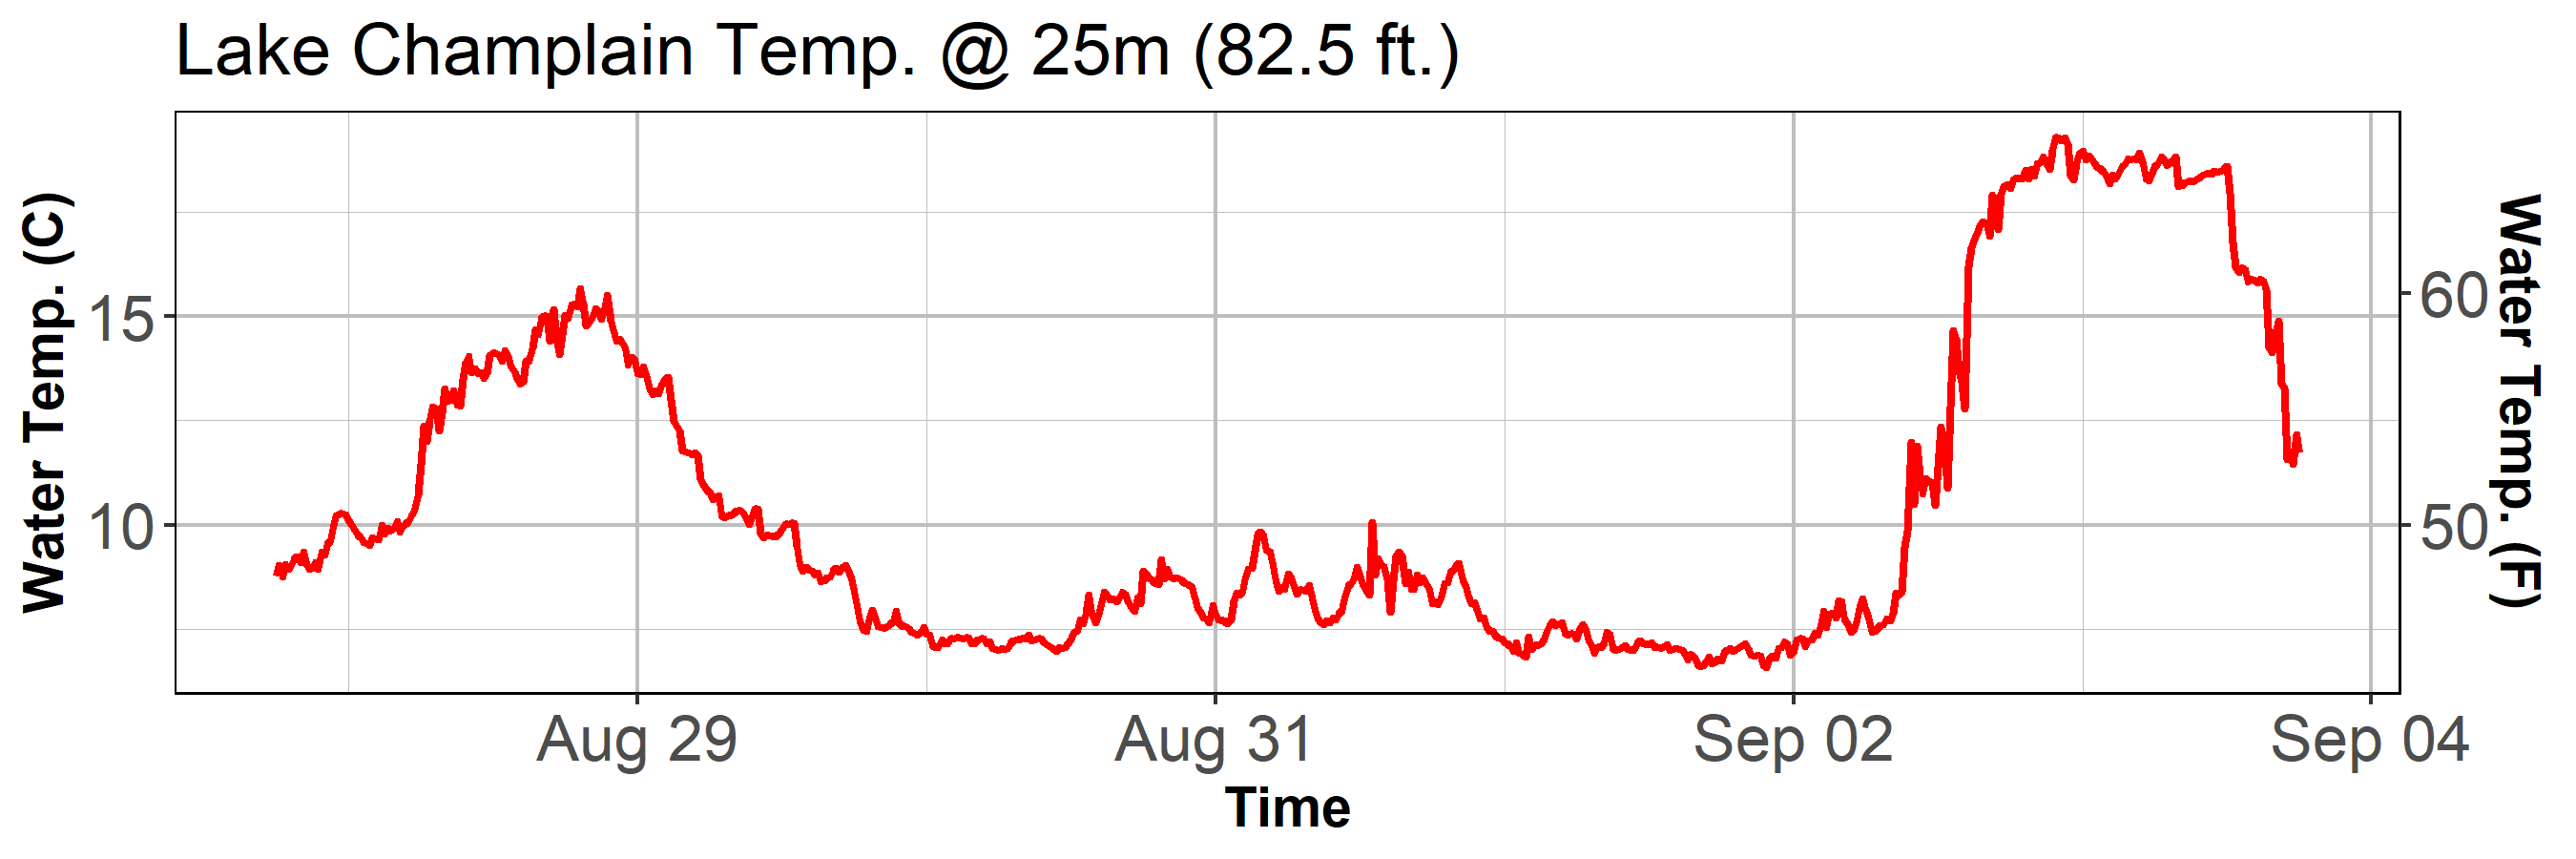 Lake Champlain Temp. @ 25m (82.5 ft.)
Water Temp. (C)
15
10
60
50
Water Temp. (F)
Aug 29 Aug 31 Sep 02 Sep 04
Time